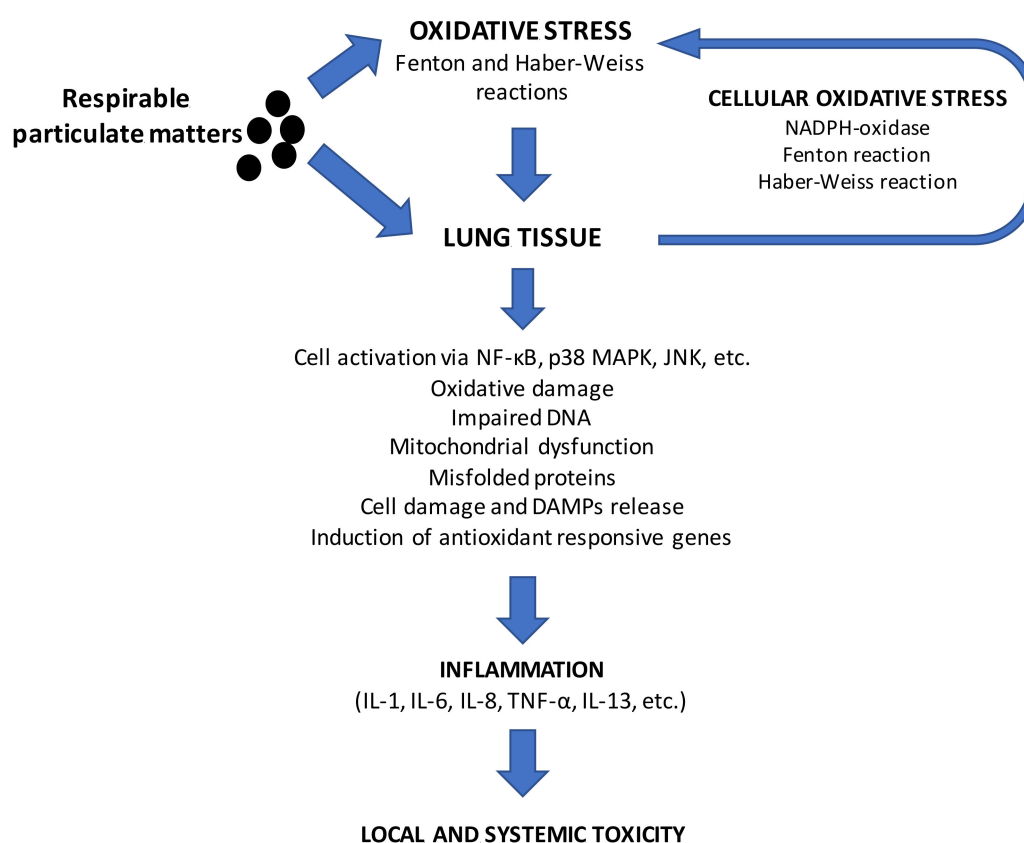 OXIDATIVE STRESS
Fenton and Haber-Weiss
reactions
Respirable
particulate matters
CELLULAR OXIDATIVE STRESS
NADPH-oxidase
Fenton reaction
Haber-Weiss reaction
LUNG TISSUE
Cell activation via NF-κB, p38 MAPK, JNK, etc.
Oxidative damage
Impaired DNA
Mitochondrial dysfunction
Misfolded proteins
Cell damage and DAMPs release
Induction of antioxidant responsive genes
INFLAMMATION
(IL-1, IL-6, IL-8, TNF-α, IL-13, etc.)
LOCAL AND SYSTEMIC TOXICITY